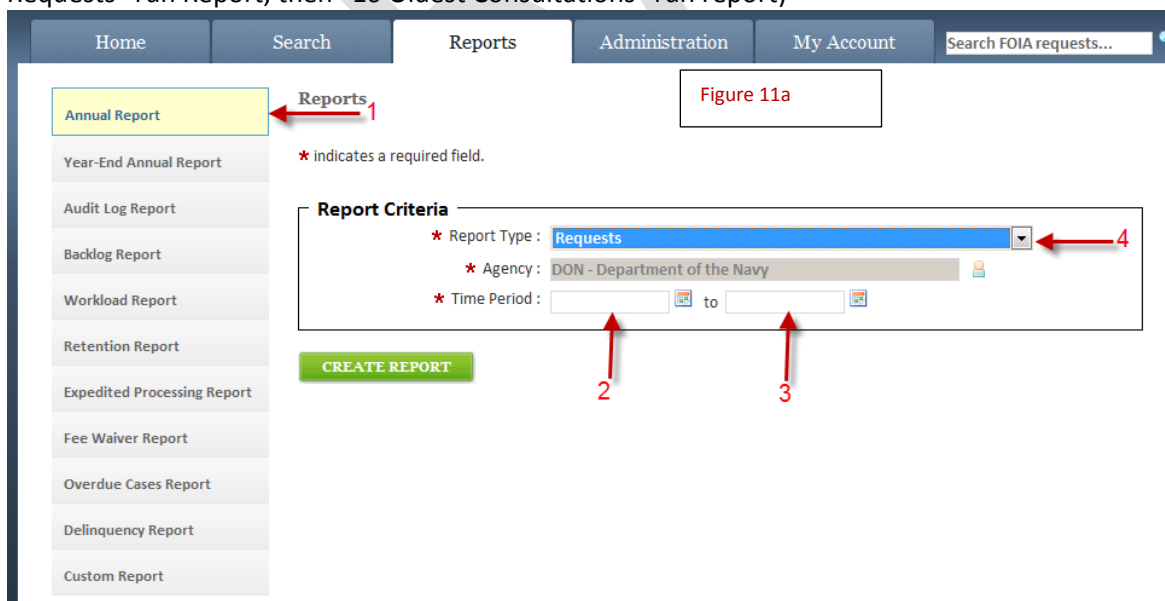 Requests- run Report, then "10 Oldest Consultations"-run report)
Home Search Reports Administration My Account Search FOIA requests...
Figure 11a
Reports
1
Annual Report
Year-End Annual Report
Audit Log Report
Backlog Report
Workload Report
Retention Report
Expedited Processing Report
Fee Waiver Report
Overdue Cases Report
Delinquency Report
Custom Report
* indicates a required field.
Report Criteria
* Report Type : Requests
4
* Agency : DON - Department of the Navy
* Time Period : to
CREATE REPORT
2
3